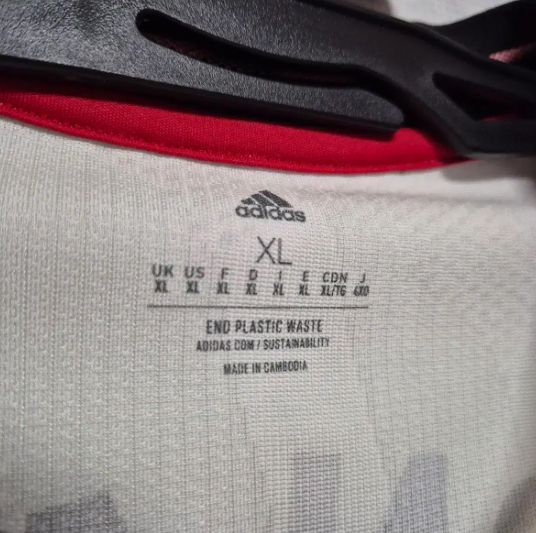 adidas
XL
UK US F D I E CDN J
XL XL XL XL XL XL XL/TG 4XO
END PLASTIC WASTE
ADIDAS.COM / SUSTAINABILITY
MADE IN CAMBODIA